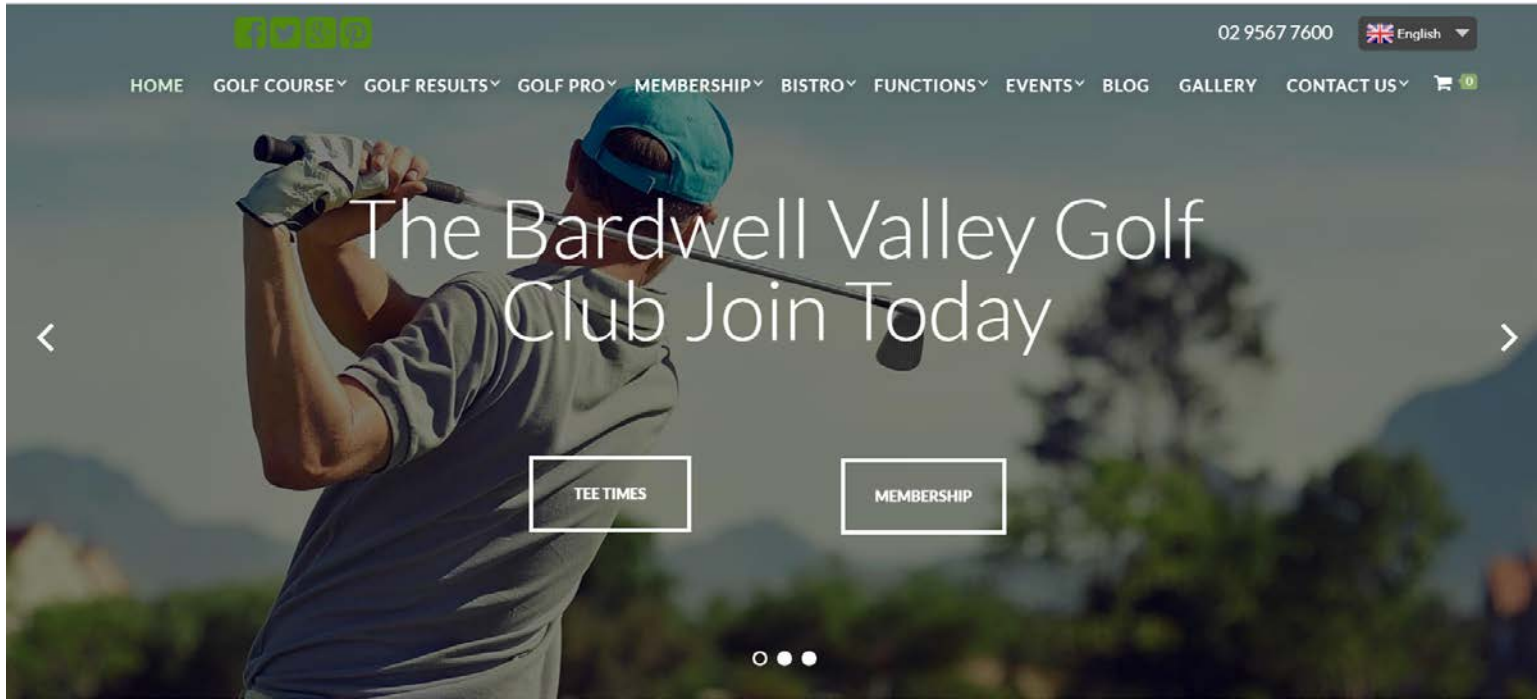 02 9567 7600 English
HOME GOLF COURSE GOLF RESULTS GOLF PRO MEMBERSHIP BISTRO FUNCTIONS EVENTS BLOG GALLERY CONTACT US 0
The Bardwell Valley Golf
Club Join Today
TEE TIMES MEMBERSHIP